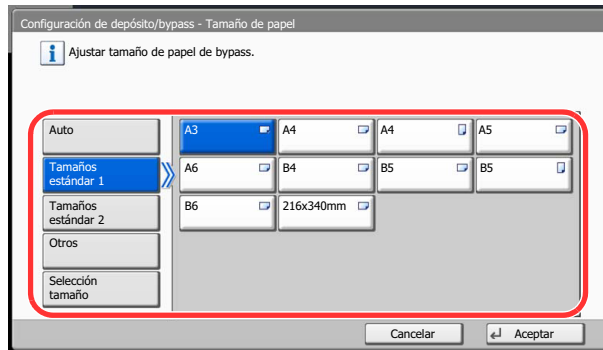 Configuración de depósito/bypass - Tamaño de papel
Ajustar tamaño de papel de bypass.
Auto
A3
A4
A4
A5
Tamaños
estándar 1
A6
B4
B5
B5
Tamaños
estándar 2
B6
216x340mm
Otros
Selección
tamaño
Cancelar
Aceptar